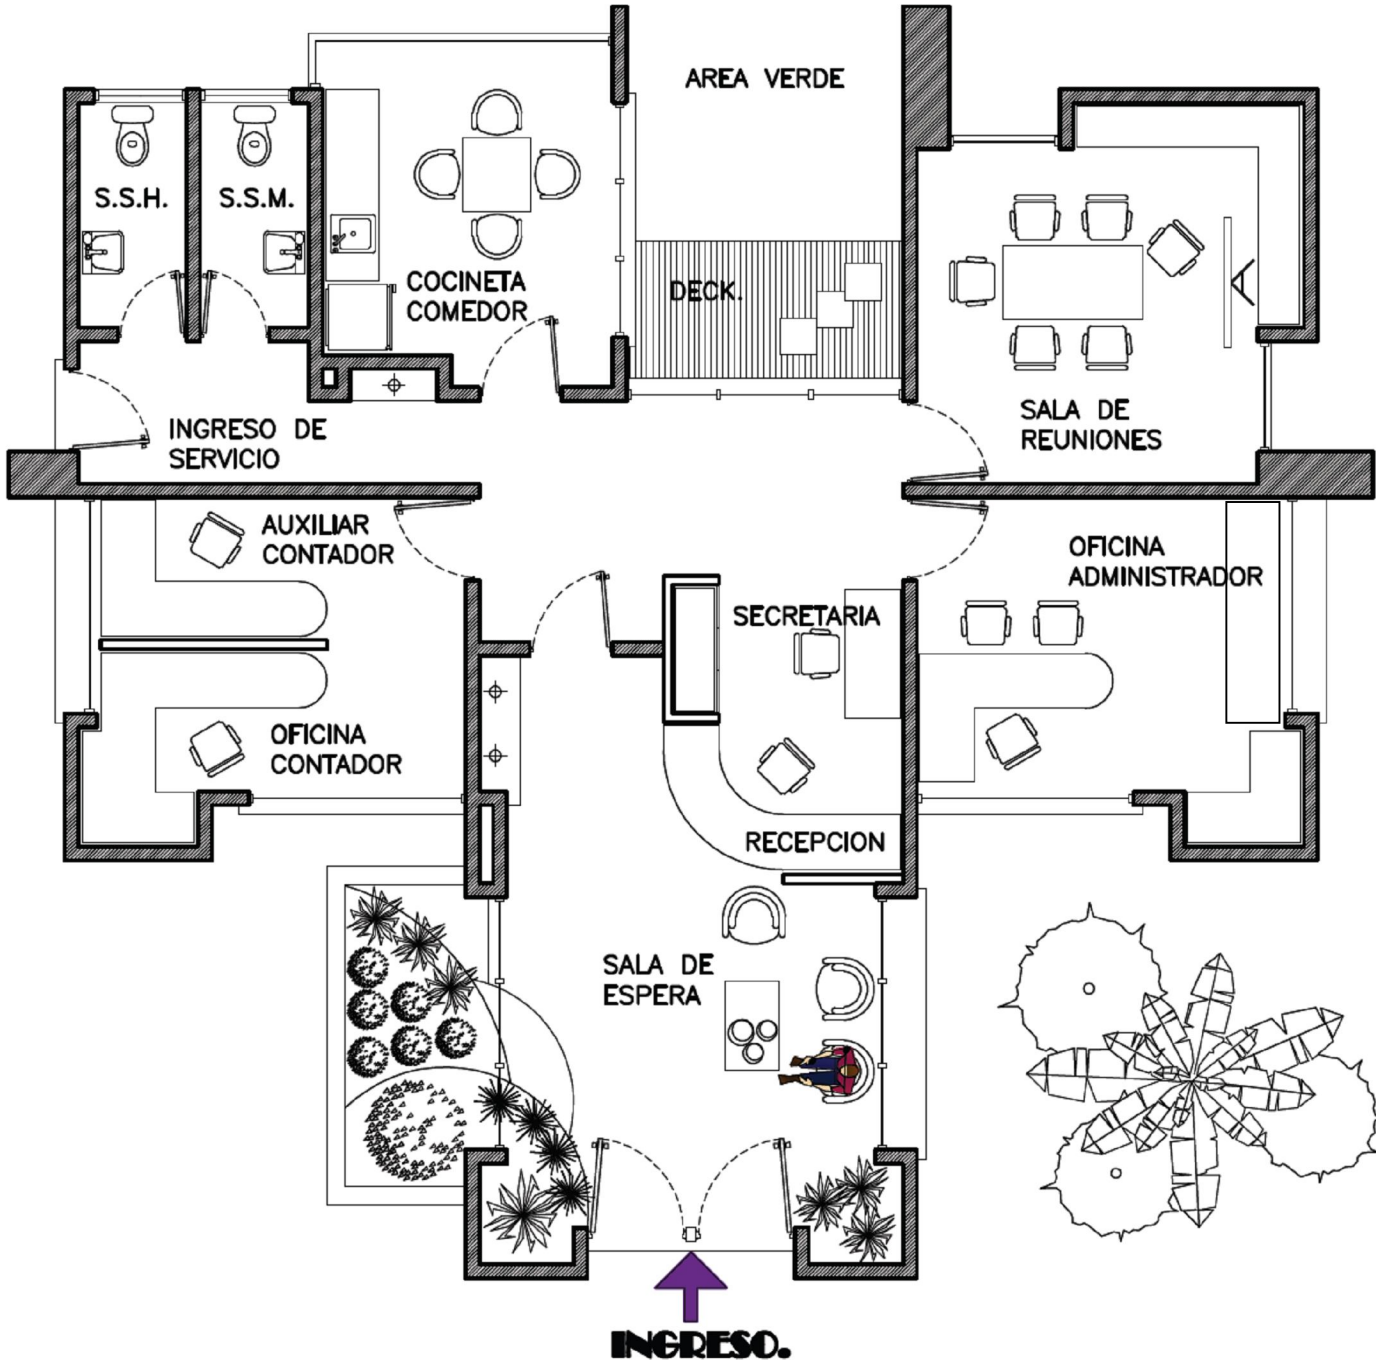 AREA VERDE
S.S.H.
S.S.M.
COCINETA
COMEDOR
DECK.
SALA DE
REUNIONES
INGRESO DE
SERVICIO
AUXILIAR
CONTADOR
OFICINA
ADMINISTRADOR
SECRETARIA
OFICINA
CONTADOR
RECEPCION
SALA DE
ESPERA
INGRESO.